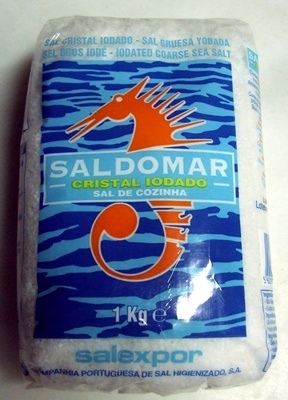 SAL CRISTAL IODADO - SAL GRUESA YODADA
SEL GROS IODÉ - IODATED COARSE SEA SALT
SALDOMAR
CRISTAL IODADO
SAL DE COZINHA
1 Kg e
salexpor
COMPANHIA PORTUGUESA DE SAL HIGIENIZADO, S.A.